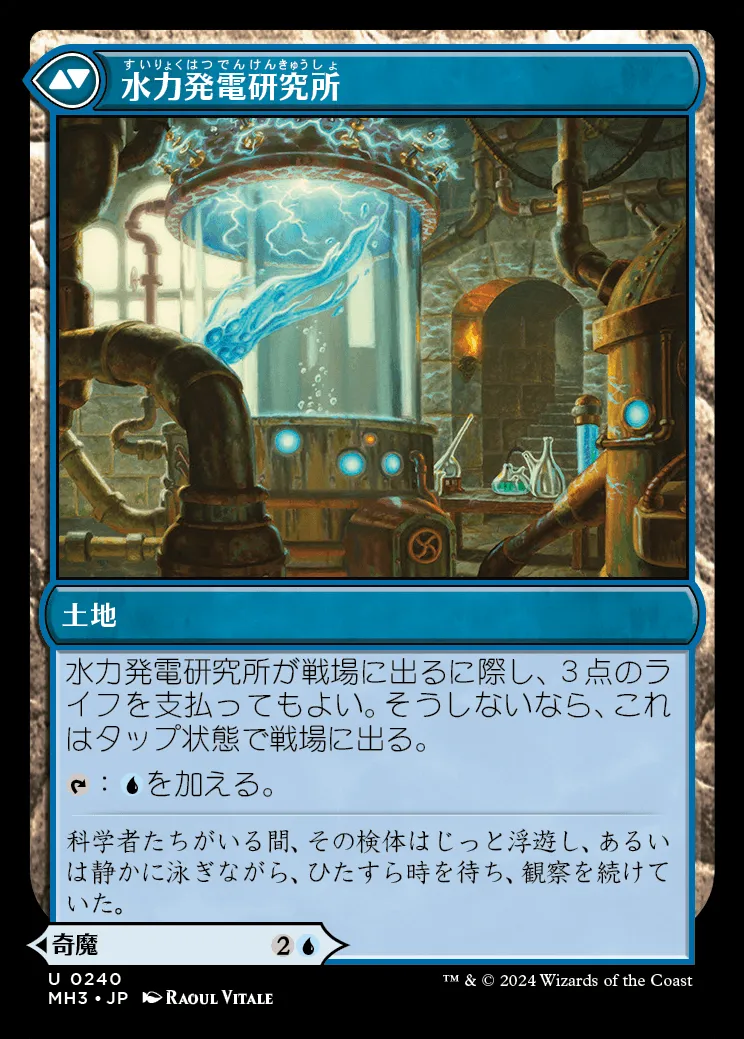 すいりょくはつでんけんきゅうしょ
水力発電研究所
土地
水力発電研究所が戦場に出るに際し、3点のラ
イフを支払ってもよい。そうしないなら、これ
はタップ状態で戦場に出る。
:を加える。
科学者たちがいる間、その検体はじっと浮遊し、あるい
は静かに泳ぎながら、ひたすら時を待ち、観察を続けて
いた。
奇魔 2
U 0240
MH3 • JP Raoul Vitale
™ & © 2024 Wizards of the Coast